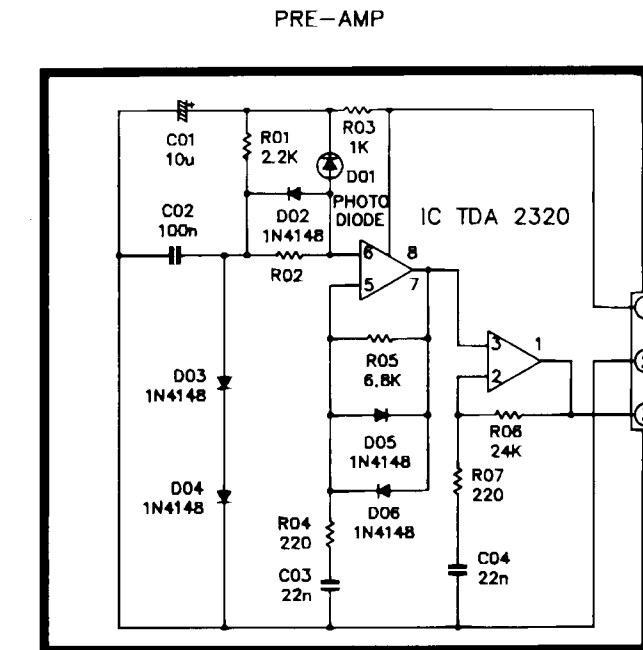 PRE-AMP
C01
10u
R01
2.2K
R03
1K
D01
PHOTO
DIODE
C02
100n
D02
1N4148
R02
IC TDA 2320
6
8
5
7
3
1
2
R05
6.8K
D03
1N4148
D05
1N4148
R06
24K
R07
220
D04
1N4148
D06
1N4148
R04
220
C03
22n
C04
22n